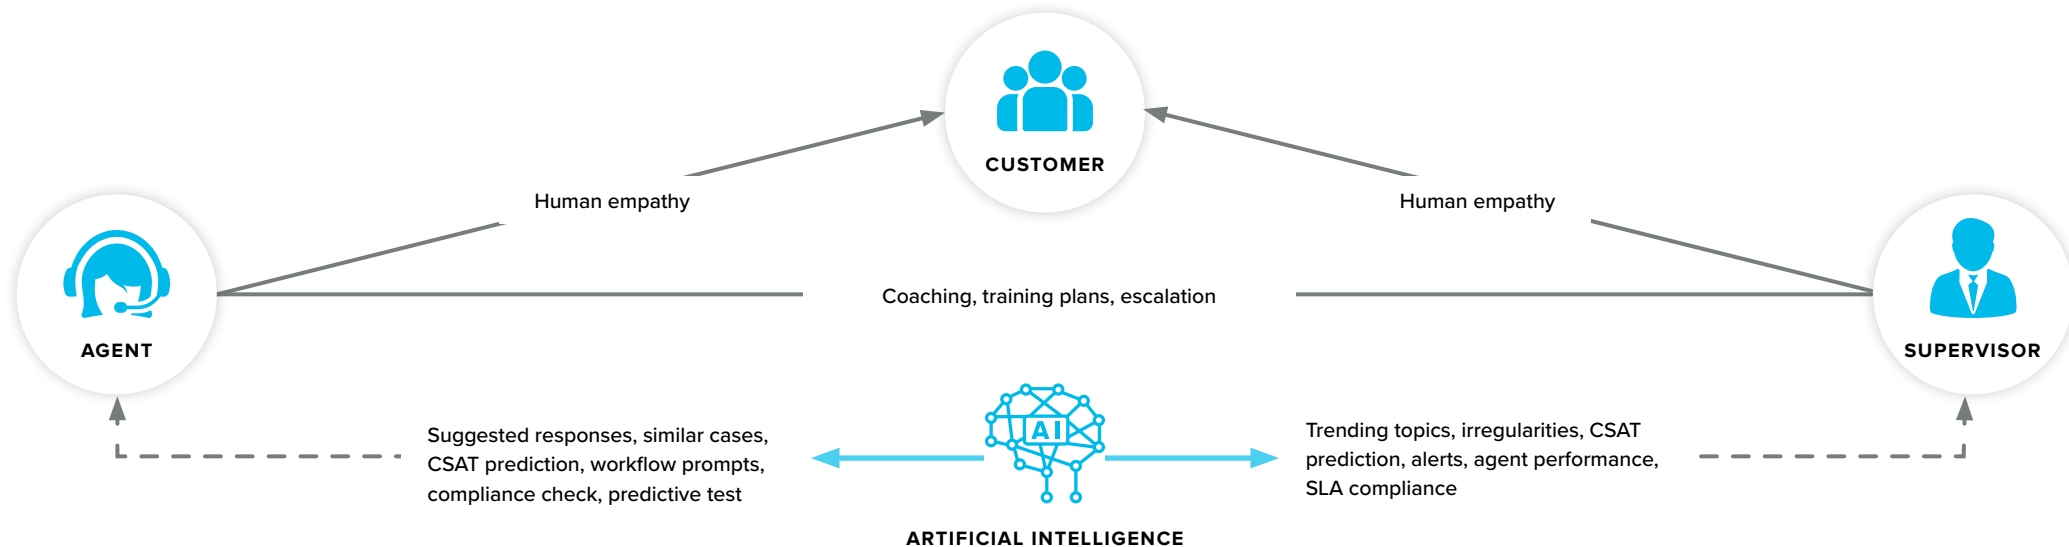 CUSTOMER
Human empathy
Human empathy
AGENT
Coaching, training plans, escalation
SUPERVISOR
Suggested responses, similar cases,
CSAT prediction, workflow prompts,
compliance check, predictive test
AI
Trending topics, irregularities, CSAT
prediction, alerts, agent performance,
SLA compliance
ARTIFICIAL INTELLIGENCE